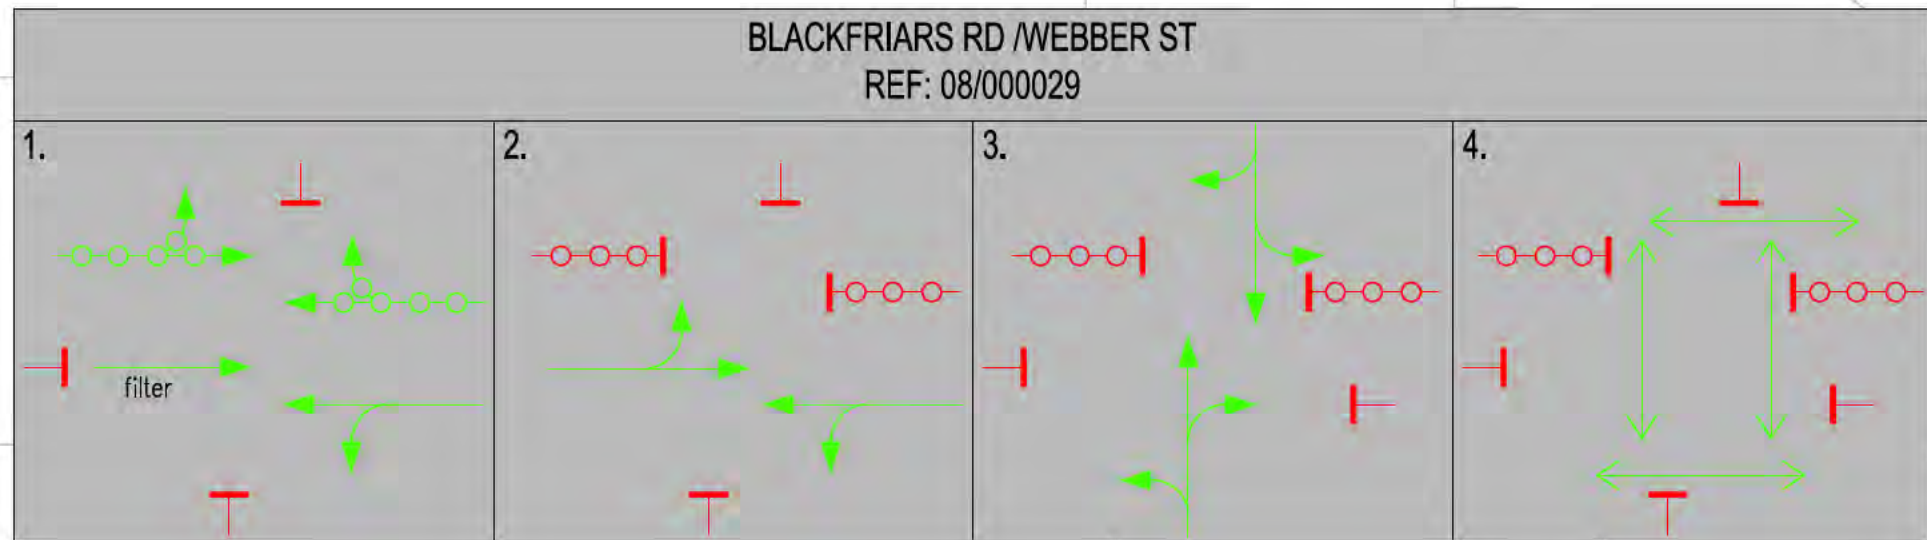 BLACKFRIARS RD /WEBBER ST
REF: 08/000029
1.
2.
3.
4.
filter